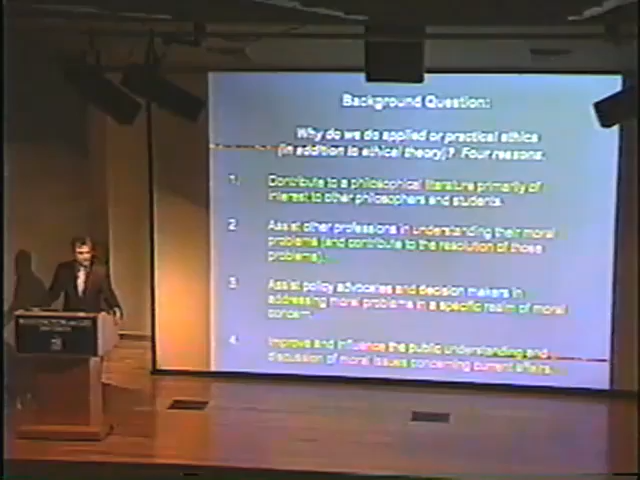 Background Question:
Why do we do applied or practical ethics
(in addition to ethical theory)? Four reasons:
1. Contribute to a philosophical literature primarily of
interest to other philosophers and students.
2 Assist other professions in understanding their moral
problems (and contribute to the resolution of those
problems).
3 Assist policy advocates and decision makers in
addressing moral problems in a specific realm of moral
concern.
4. Improve and influence the public understanding and
discussion of moral issues concerning current affairs.